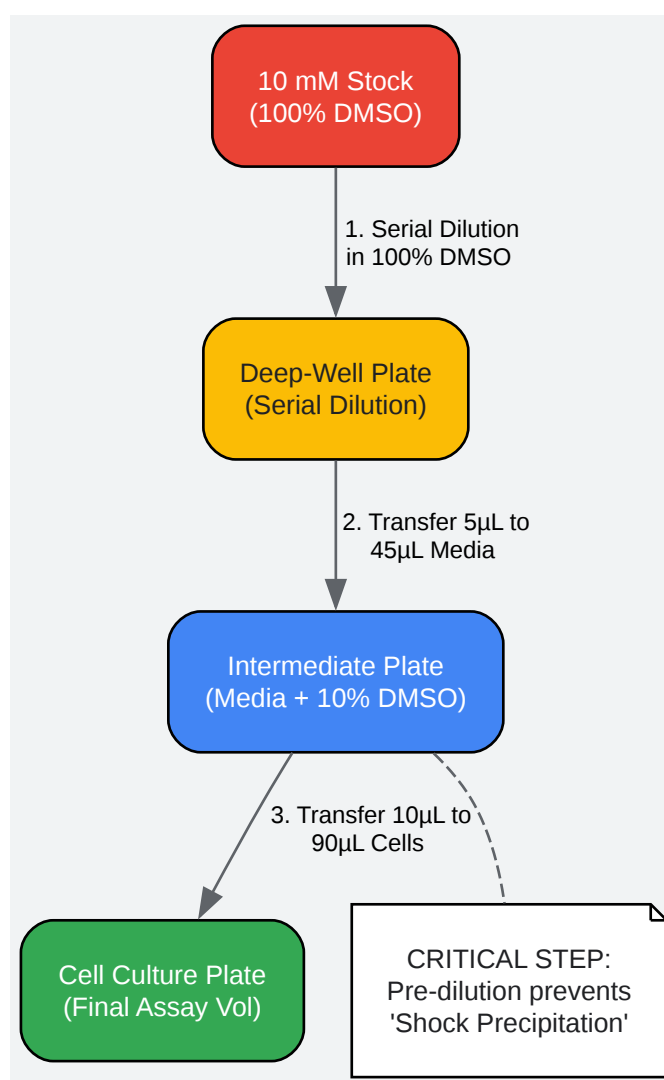 10 mM Stock
(100% DMSO)
1. Serial Dilution
in 100% DMSO
Deep-Well Plate
(Serial Dilution)
2. Transfer 5µL to
45µL Media
Intermediate Plate
(Media + 10% DMSO)
3. Transfer 10µL to
90µL Cells
Cell Culture Plate
(Final Assay Vol)
CRITICAL STEP:
Pre-dilution prevents
'Shock Precipitation'